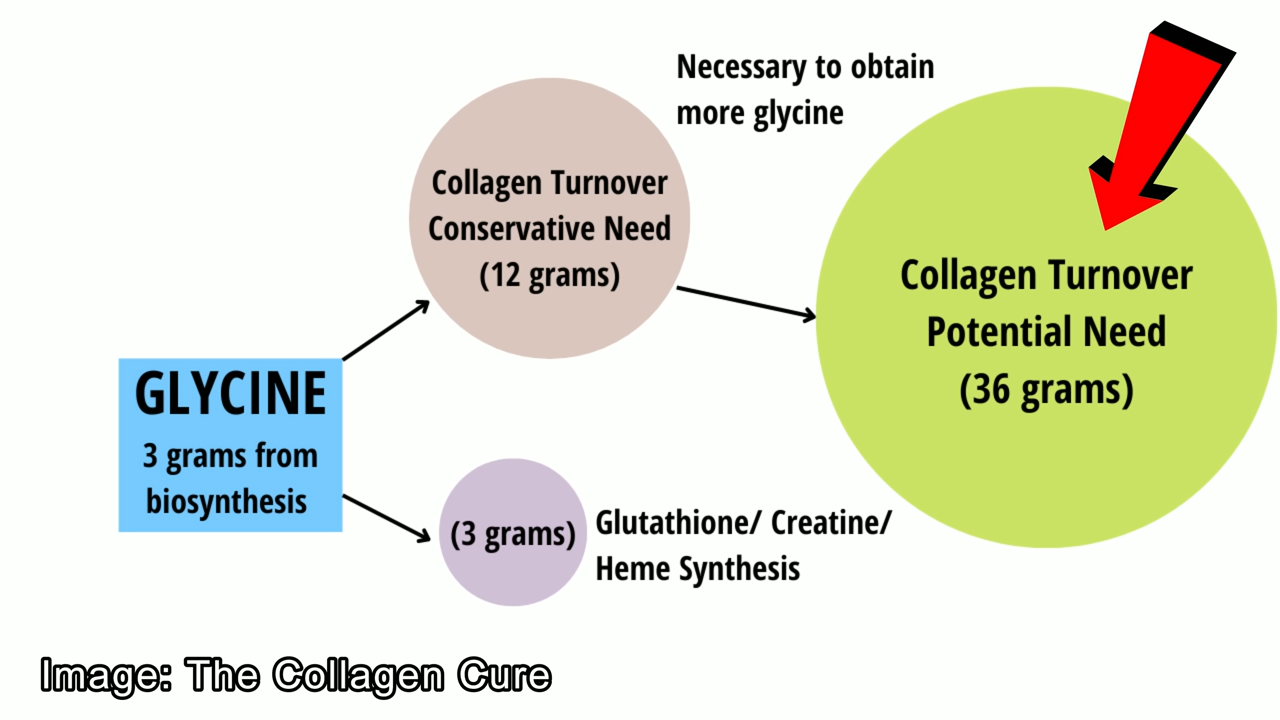 Necessary to obtain
more glycine
Collagen Turnover
Conservative Need
(12 grams)
Collagen Turnover
Potential Need
(36 grams)
GLYCINE
3 grams from
biosynthesis
(3 grams)
Glutathione/ Creatine/
Heme Synthesis
Image: The Collagen Cure